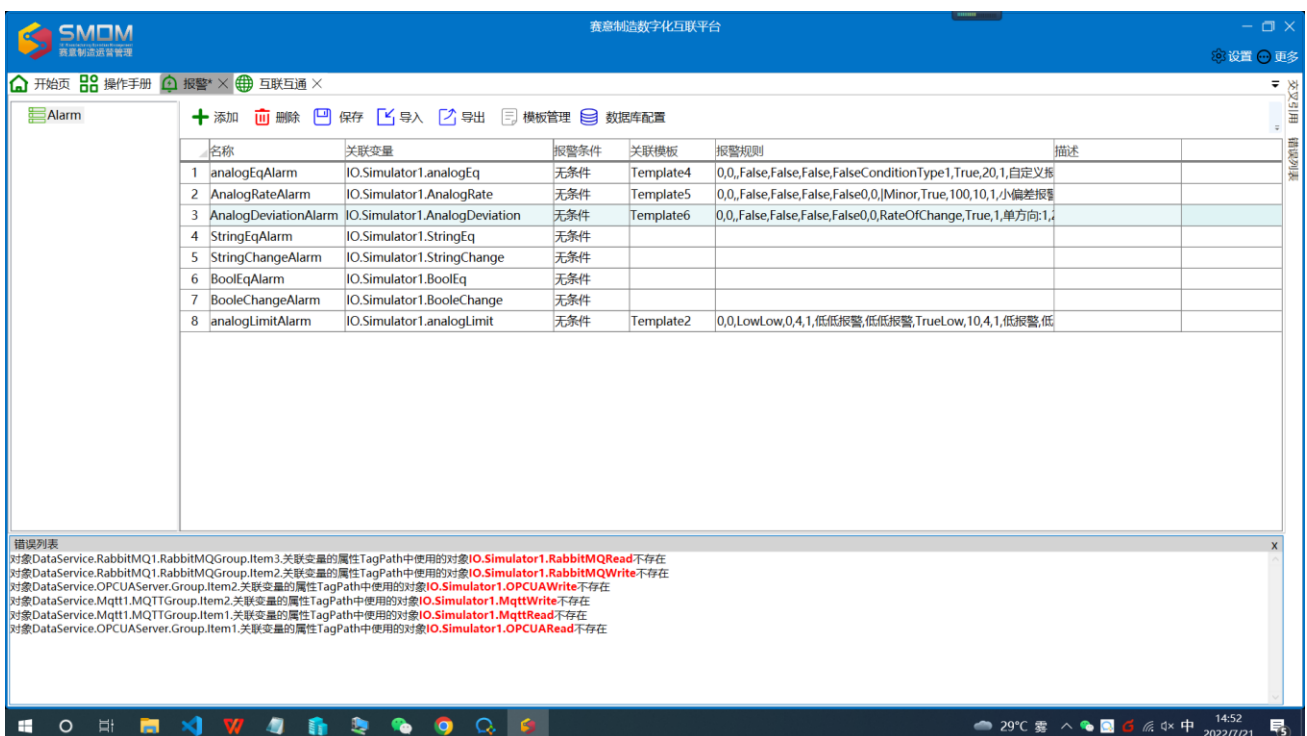 SMOM
赛意制造运营管理
赛意制造数字化互联平台
设置 更多
开始页 操作手册 报警* 互联互通
交叉引用 错误列表
Alarm
添加 删除 保存 导入 导出 模板管理 数据库配置
名称 关联变量 报警条件 关联模板 报警规则 描述
1 analogEqAlarm IO.Simulator1.analogEq 无条件 Template4 0,0,,False,False,False,FalseConditionType1,True,20,1,自定义报
2 AnalogRateAlarm IO.Simulator1.AnalogRate 无条件 Template5 0,0,,False,False,False,False0,0,|Minor,True,100,10,1,小偏差报警
3 AnalogDeviationAlarm IO.Simulator1.AnalogDeviation 无条件 Template6 0,0,,False,False,False,False0,0,RateOfChange,True,1,单方向:1,
4 StringEqAlarm IO.Simulator1.StringEq 无条件
5 StringChangeAlarm IO.Simulator1.StringChange 无条件
6 BoolEqAlarm IO.Simulator1.BoolEq 无条件
7 BooleChangeAlarm IO.Simulator1.BooleChange 无条件
8 analogLimitAlarm IO.Simulator1.analogLimit 无条件 Template2 0,0,LowLow,0,4,1,低低报警,低低报警,TrueLow,10,4,1,低报警,低
错误列表 x
对象DataService.RabbitMQ1.RabbitMQGroup.Item3.关联变量的属性TagPath中使用的对象IO.Simulator1.RabbitMQRead不存在
对象DataService.RabbitMQ1.RabbitMQGroup.Item2.关联变量的属性TagPath中使用的对象IO.Simulator1.RabbitMQWrite不存在
对象DataService.OPCUAServer.Group.Item2.关联变量的属性TagPath中使用的对象IO.Simulator1.OPCUAWrite不存在
对象DataService.Mqtt1.MQTTGroup.Item2.关联变量的属性TagPath中使用的对象IO.Simulator1.MqttWrite不存在
对象DataService.Mqtt1.MQTTGroup.Item1.关联变量的属性TagPath中使用的对象IO.Simulator1.MqttRead不存在
对象DataService.OPCUAServer.Group.Item1.关联变量的属性TagPath中使用的对象IO.Simulator1.OPCUARead不存在
29°C 雾 中 14:52
2022/7/21